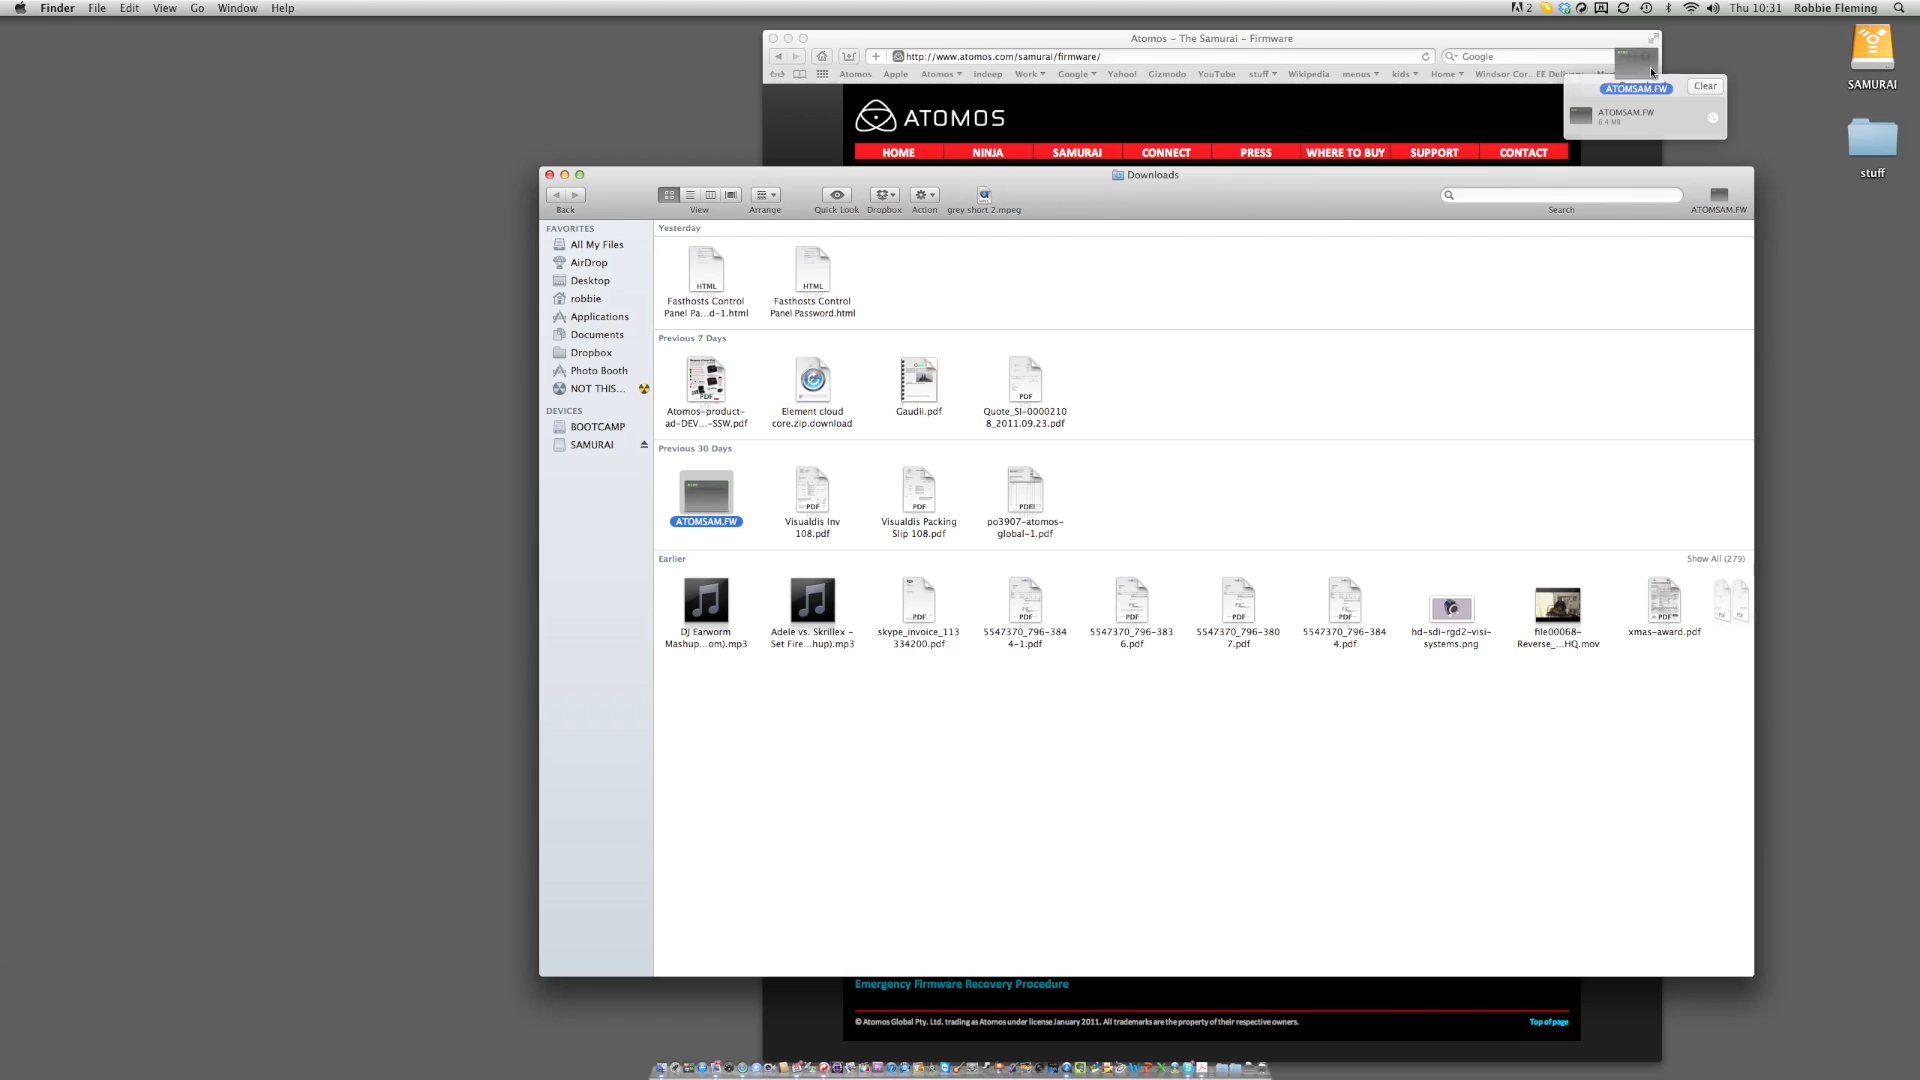 Finder File Edit View Go Window Help
2 Thu 10:31 Robbie Fleming
Atomos – The Samurai – Firmware
http://www.atomos.com/samurai/firmware/
Google
Atomos Apple Atomos indeep Work Google Yahoo! Gizmodo YouTube stuff Wikipedia menus kids Home Windsor Cor...EE
ATOMSAM.FW
Clear
ATOMSAM.FW
6.4 MB
SAMURAI
stuff
ATOMOS
HOME NINJA SAMURAI CONNECT PRESS WHERE TO BUY SUPPORT CONTACT
Downloads
Back View Arrange Quick Look Dropbox Action grey short 2.mpeg Search ATOMSAM.FW
FAVORITES
All My Files
AirDrop
Desktop
robbie
Applications
Documents
Dropbox
Photo Booth
NOT THIS...
DEVICES
BOOTCAMP
SAMURAI
Yesterday
HTML HTML
Fasthosts Control Fasthosts Control
Panel Pa...d-1.html Panel Password.html
Previous 7 Days
PDF PDF
Atomos-product- Element cloud Gaudii.pdf Quote_SI-0000210
ad-DEV...-SSW.pdf core.zip.download 8_2011.09.23.pdf
Previous 30 Days
PDF PDF PDF
ATOMSAM.FW Visualdis Inv Visualdis Packing po3907-atomos-
108.pdf Slip 108.pdf global-1.pdf
Earlier Show All (279)
PDF PDF PDF PDF PDF PDF
DJ Earworm Adele vs. Skrillex - skype_invoice_113 5547370_796-384 5547370_796-383 5547370_796-380 5547370_796-384 hd-sdi-rgd2-visi- file00068- xmas-award.pdf
Mashup...om).mp3 Set Fire...hup).mp3 334200.pdf 4-1.pdf 6.pdf 7.pdf 4.pdf systems.png Reverse_...HQ.mov
Emergency Firmware Recovery Procedure
© Atomos Global Pty. Ltd. trading as Atomos under license January 2011. All trademarks are the property of their respective owners. Top of page